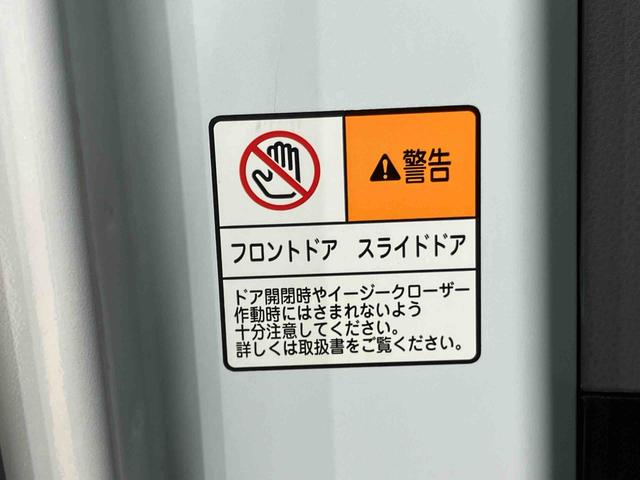 警告
フロントドア　スライドドア
ドア開閉時やイージークローザー
作動時にはさまれないよう
十分注意してください。
詳しくは取扱書をご覧ください。